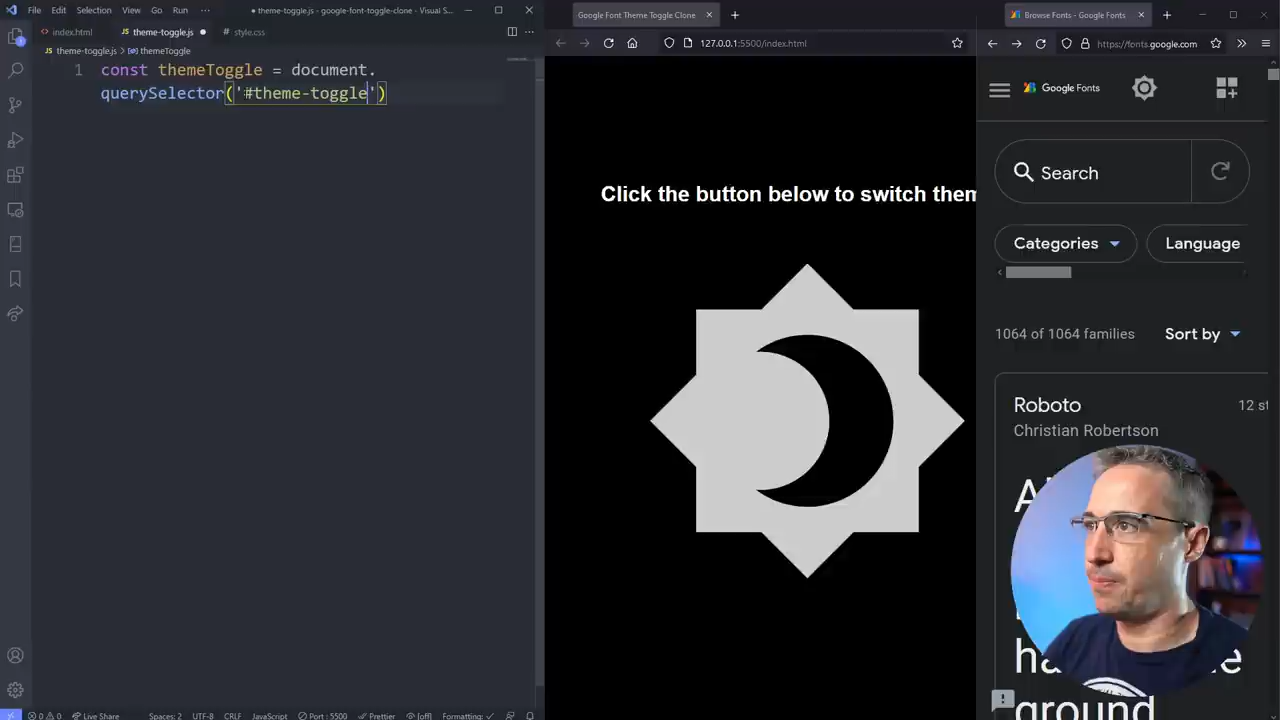 File Edit Selection View Go Run ··· • theme-toggle.js - google-font-toggle-clone - Visual S...
index.html theme-toggle.js style.css
theme-toggle.js > themeToggle
1 const themeToggle = document.
querySelector('#theme-toggle')
0 0 Live Share Spaces: 2 UTF-8 CRLF JavaScript Port : 5500 Prettier [off] Formatting: ✓
Google Font Theme Toggle Clone
127.0.0.1:5500/index.html
Click the button below to switch them
Browse Fonts - Google Fonts
https://fonts.google.com
Google Fonts
Search
Categories Language
1064 of 1064 families Sort by
Roboto 12 st
Christian Robertson
ground